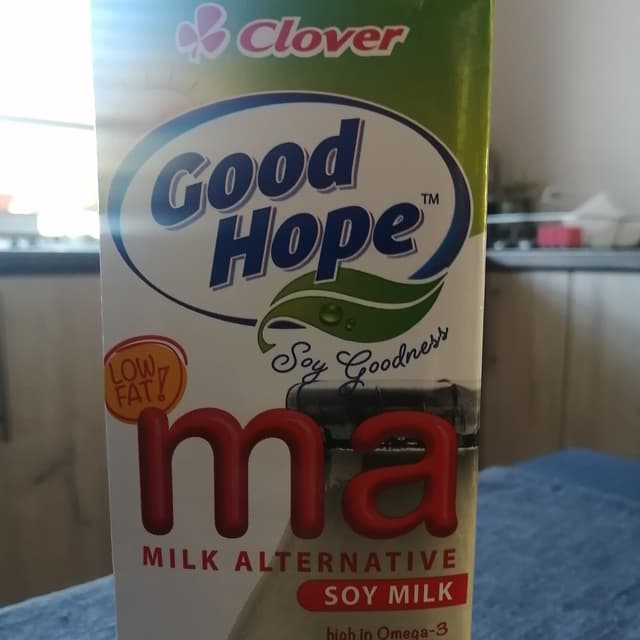 Clover
Good
Hope™
Soy Goodness
LOW
FAT!
ma
MILK ALTERNATIVE
SOY MILK
high in Omega-3